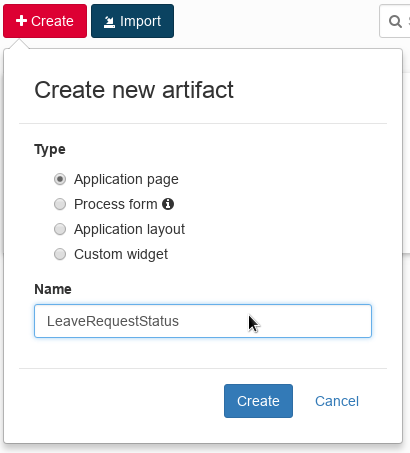 Create Import S
Create new artifact
Type
Application page
Process form
Application layout
Custom widget
Name
LeaveRequestStatus
Create Cancel